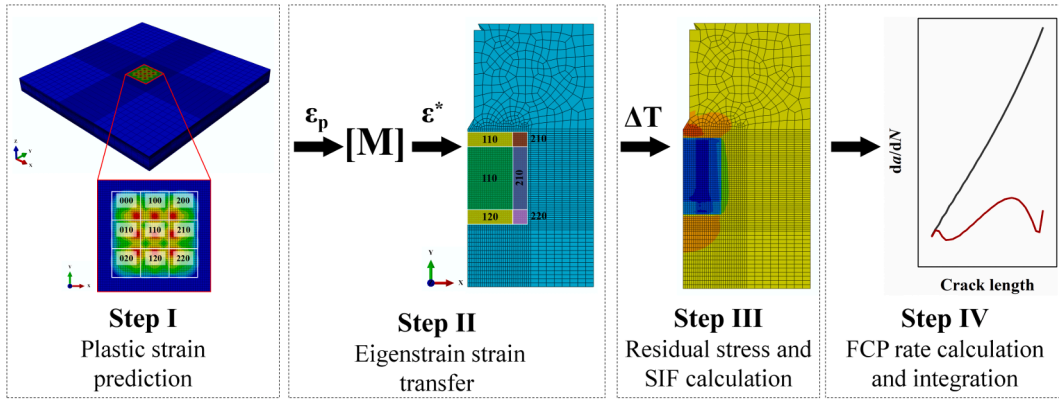 000 100 200
010 110 210
020 120 220
Z
Y
X
Y
X
Step I
Plastic strain
prediction
εp
[M]
ε*
110 210
110 210
120 220
Y
X
Step II
Eigenstrain strain
transfer
ΔT
Step III
Residual stress and
SIF calculation
da/dN
Crack length
Step IV
FCP rate calculation
and integration